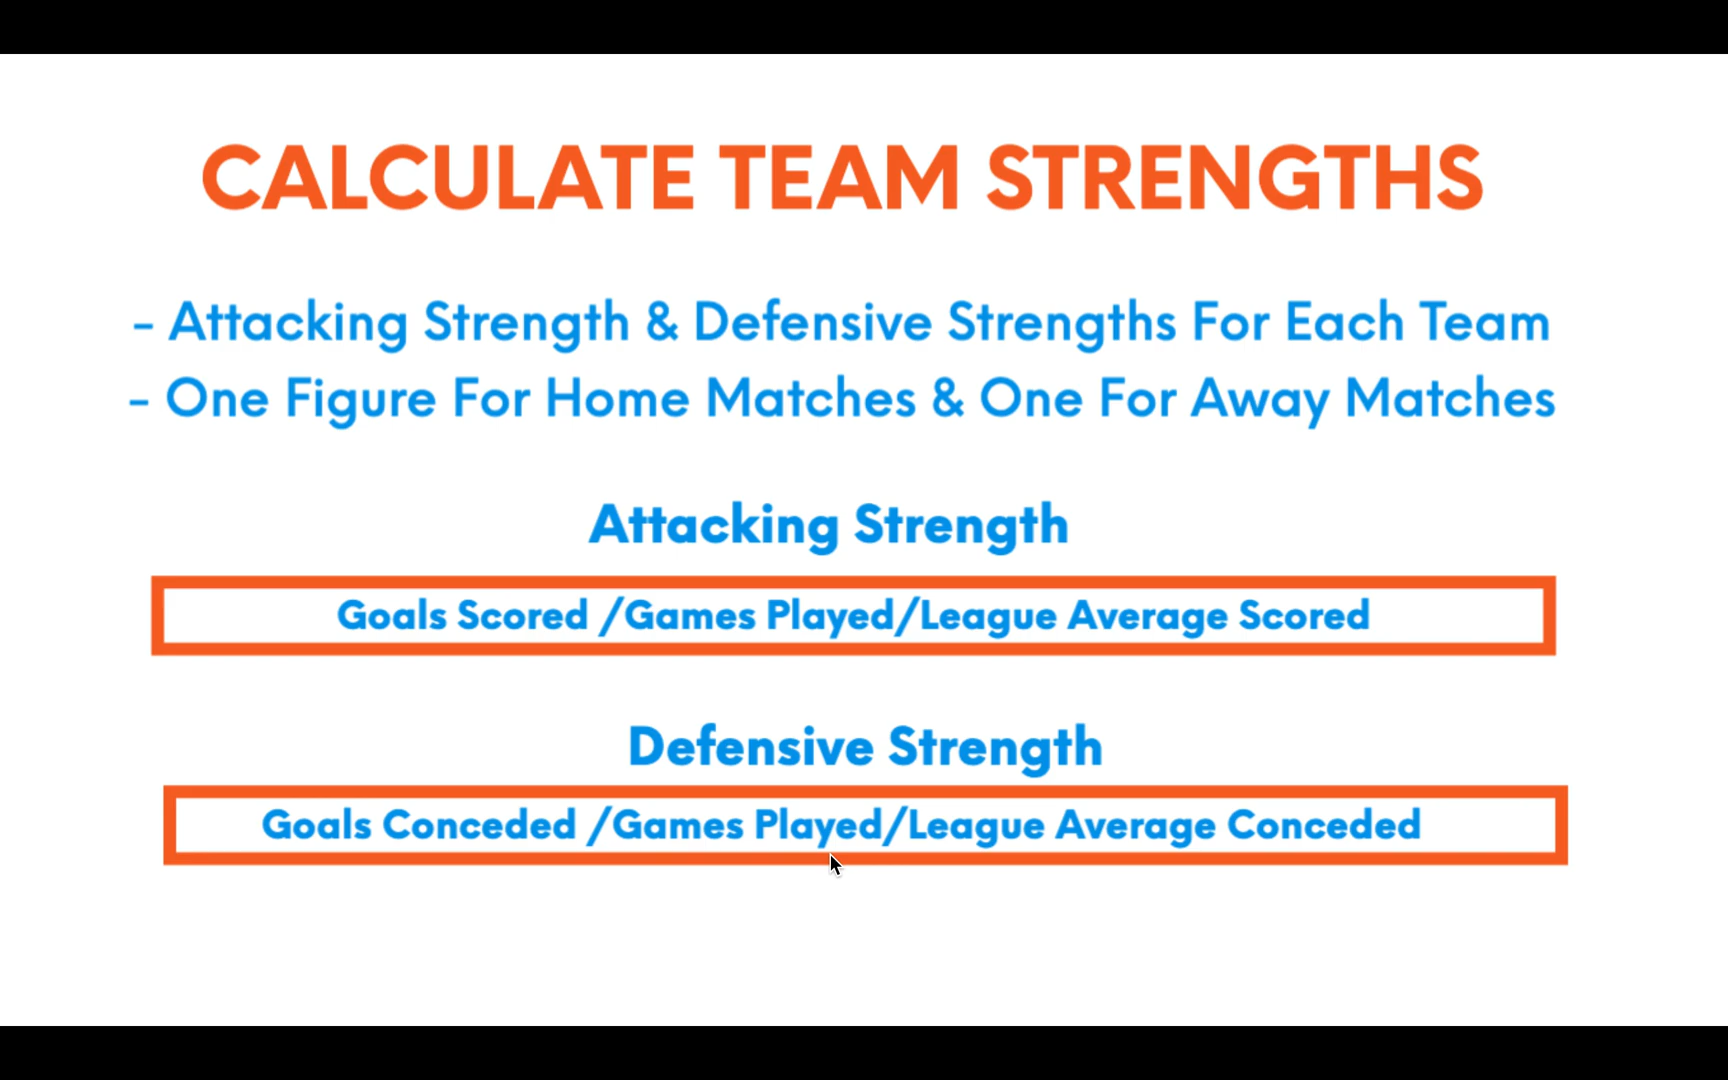 CALCULATE TEAM STRENGTHS
- Attacking Strength & Defensive Strengths For Each Team
- One Figure For Home Matches & One For Away Matches
Attacking Strength
Goals Scored /Games Played/League Average Scored
Defensive Strength
Goals Conceded /Games Played/League Average Conceded